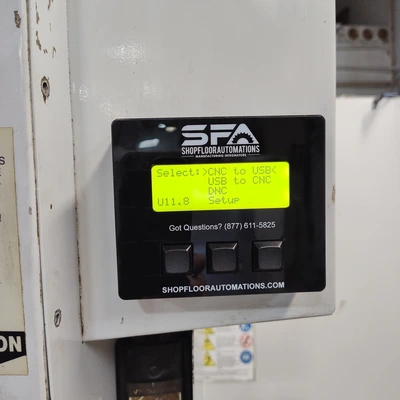 SFA
SHOPFLOORAUTOMATIONS
MANUFACTURING INTEGRATORS
Select:>CNC to USB<
USB to CNC
DNC
U11.8 Setup
Got Questions? (877) 611-5825
SHOPFLOORAUTOMATIONS.COM
ON